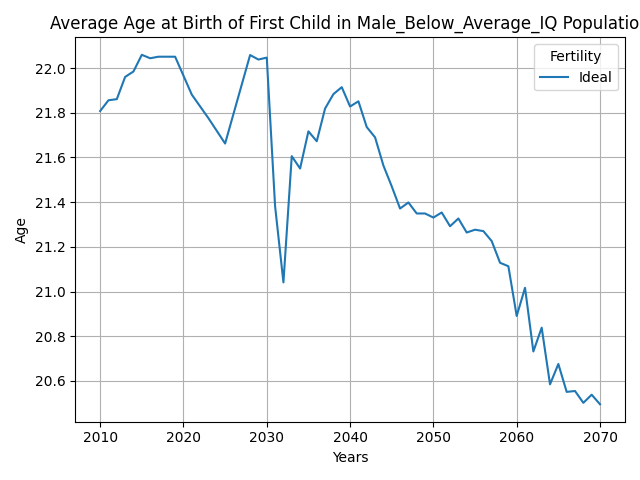 Average Age at Birth of First Child in Male_Below_Average_IQ Populatio
Fertility
Ideal
Age
22.0
21.8
21.6
21.4
21.2
21.0
20.8
20.6
2010 2020 2030 2040 2050 2060 2070
Years